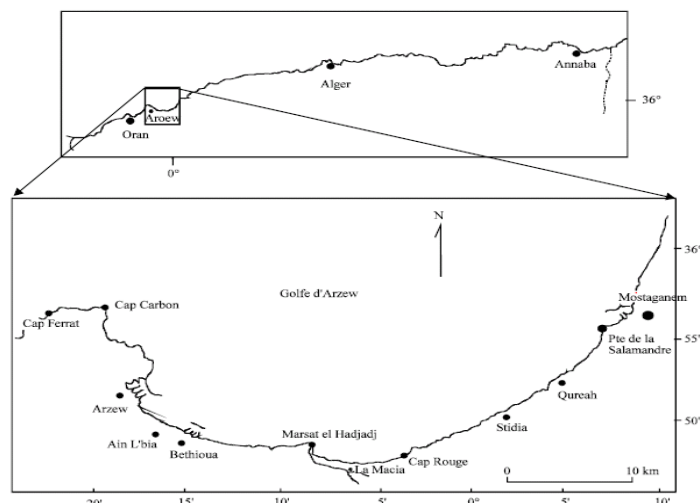 Annaba
Alger
36°
Aroew
Oran
0°
N
36°
Golfe d'Arzew
Cap Carbon
Mostaganem
Cap Ferrat
Pte de la
Salamandre
55°
Qureah
Arzew
Stidia
50°
Ain L'bia
Marsat el Hadjadj
Bethioua
Cap Rouge
La Macia
0
10 km
20'
15'
10'
5'
0°
5'
10'